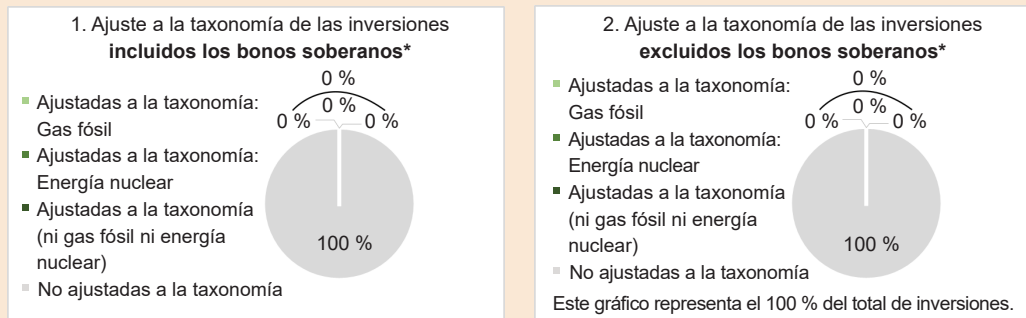 1. Ajuste a la taxonomía de las inversiones
incluidos los bonos soberanos*
0 %
0 %
0 %
0 %
Ajustadas a la taxonomía:
Gas fósil
Ajustadas a la taxonomía:
Energía nuclear
Ajustadas a la taxonomía
(ni gas fósil ni energía
nuclear)
No ajustadas a la taxonomía
100 %
2. Ajuste a la taxonomía de las inversiones
excluidos los bonos soberanos*
0 %
0 %
0 %
0 %
Ajustadas a la taxonomía:
Gas fósil
Ajustadas a la taxonomía:
Energía nuclear
Ajustadas a la taxonomía
(ni gas fósil ni energía
nuclear)
No ajustadas a la taxonomía
100 %
Este gráfico representa el 100 % del total de inversiones.